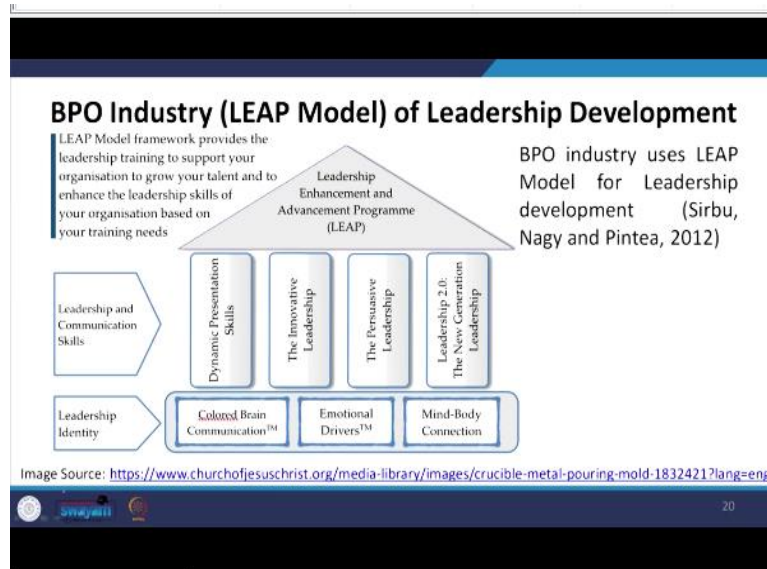 BPO Industry (LEAP Model) of Leadership Development
LEAP Model framework provides the
leadership training to support your
organisation to grow your talent and to
enhance the leadership skills of
your organisation based on
your training needs
Leadership
Enhancement and
Advancement Programme
(LEAP)
BPO industry uses LEAP
Model for Leadership
development (Sirbu,
Nagy and Pintea, 2012)
Leadership and
Communication
Skills
Dynamic Presentation
Skills
The Innovative
Leadership
The Persuasive
Leadership
Leadership 2.0:
The New Generation
Leadership
Leadership
Identity
Colored Brain
Communication™
Emotional
Drivers™
Mind-Body
Connection
Image Source: https://www.churchofjesuschrist.org/media-library/images/crucible-metal-pouring-mold-1832421?lang=eng
swayam
20